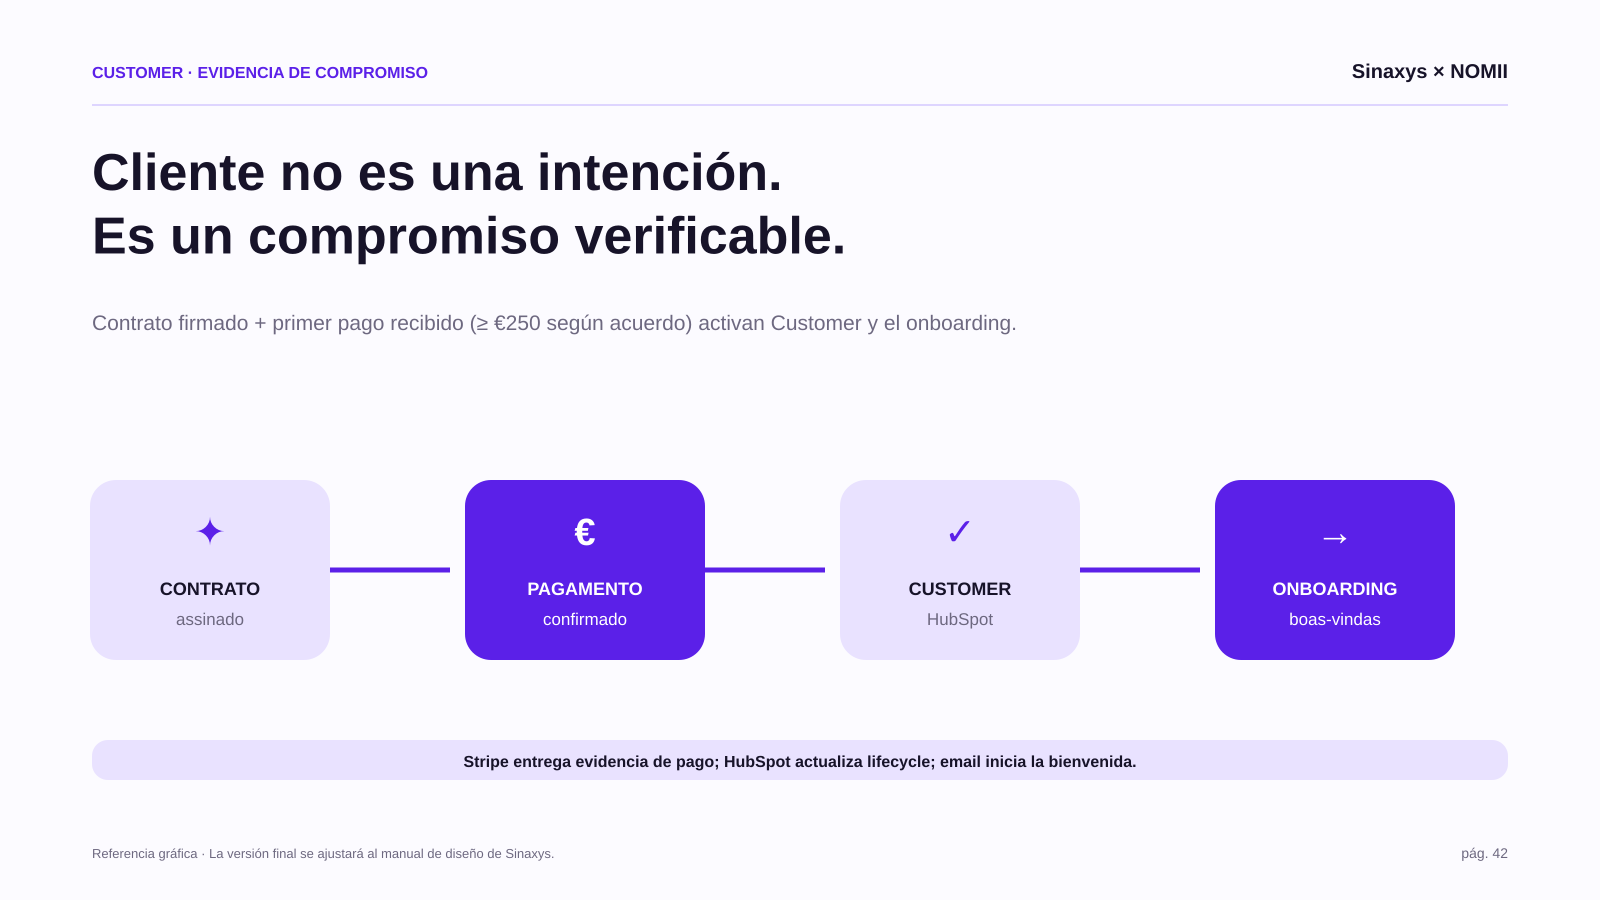 CUSTOMER · EVIDENCIA DE COMPROMISO
Sinaxys × NOMII
Cliente no es una intención.
Es un compromiso verificable.
Contrato firmado + primer pago recibido (≥ €250 según acuerdo) activan Customer y el onboarding.
✦
CONTRATO
assinado
€
PAGAMENTO
confirmado
✓
CUSTOMER
HubSpot
→
ONBOARDING
boas-vindas
Stripe entrega evidencia de pago; HubSpot actualiza lifecycle; email inicia la bienvenida.
Referencia gráfica · La versión final se ajustará al manual de diseño de Sinaxys.
pág. 42